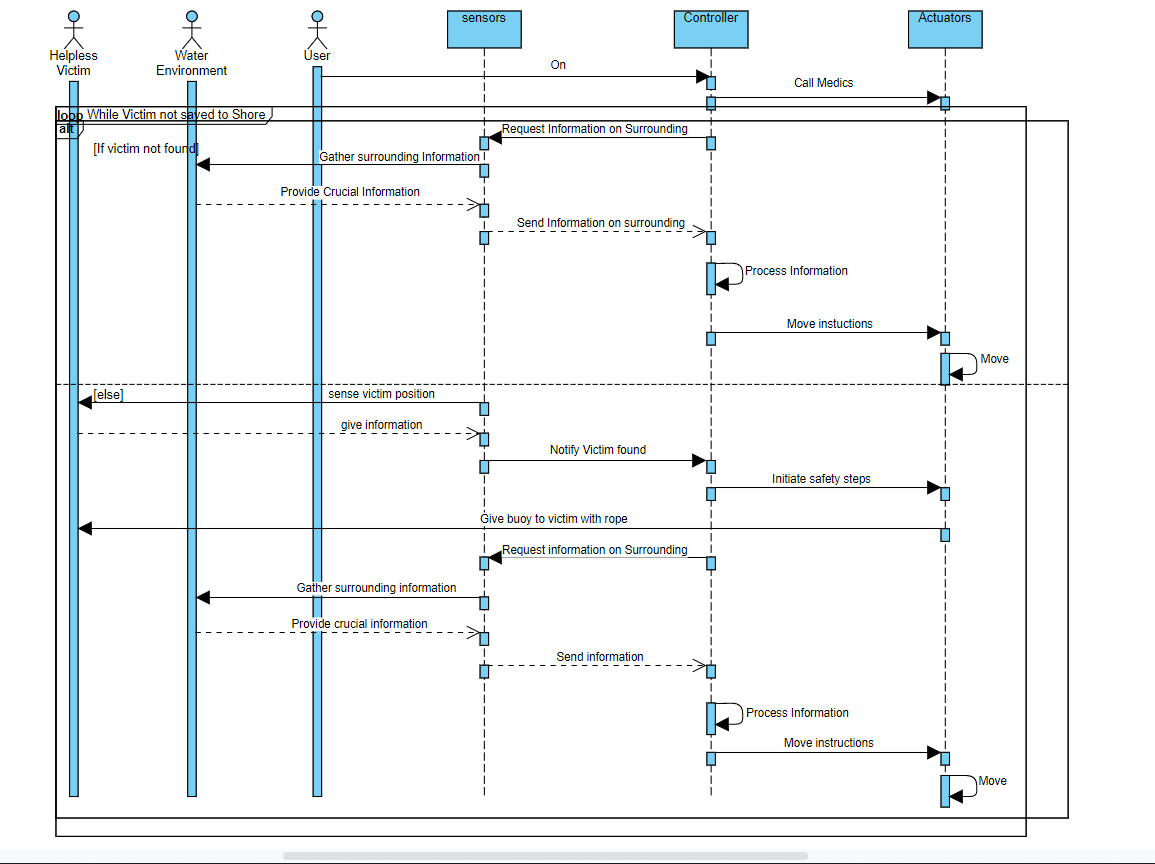 Helpless
Victim
Water
Environment
User
sensors
Controller
Actuators
On
Call Medics
loop While Victim not saved to Shore
alt
Request Information on Surrounding
[If victim not found]
Gather surrounding Information
Provide Crucial Information
Send Information on surrounding
Process Information
Move instuctions
Move
[else]
sense victim position
give information
Notify Victim found
Initiate safety steps
Give buoy to victim with rope
Request information on Surrounding
Gather surrounding information
Provide crucial information
Send information
Process Information
Move instructions
Move